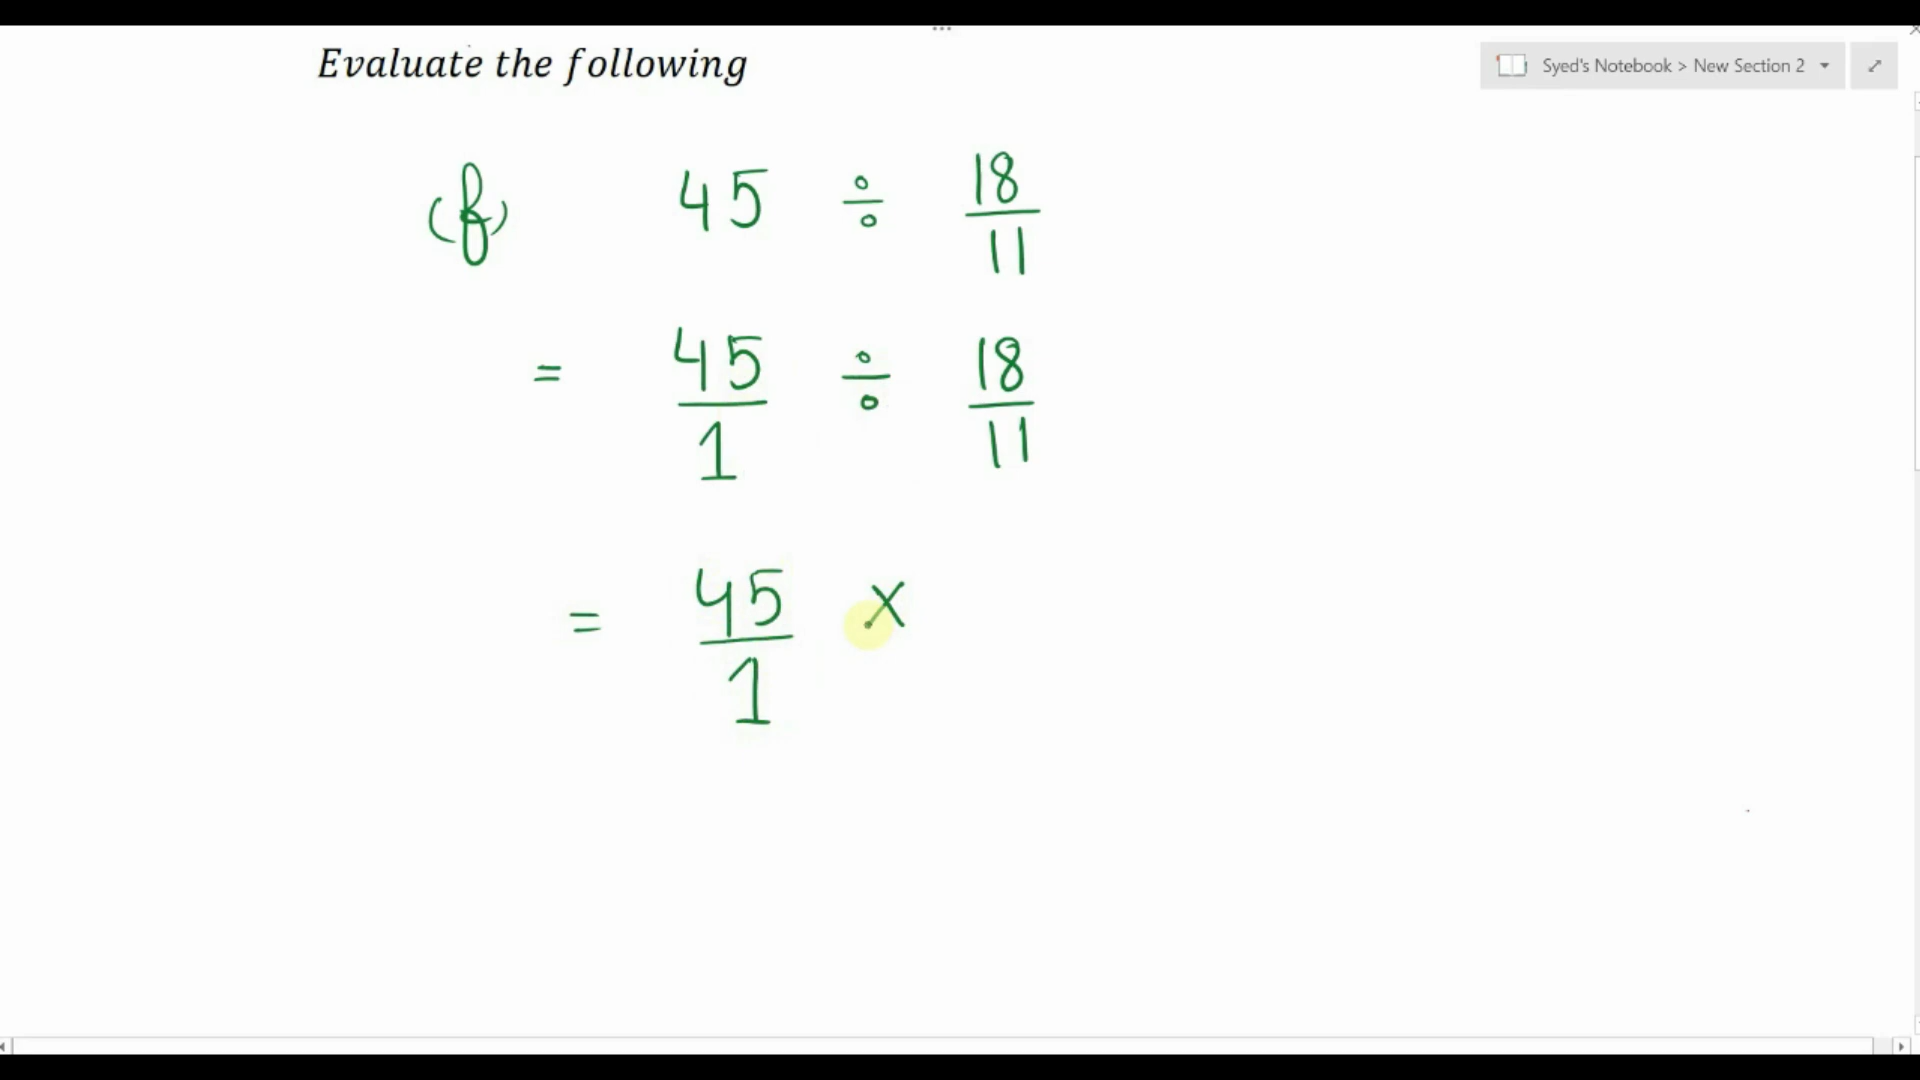 Evaluate the following
Syed's Notebook > New Section 2
(f) 45 ÷ 18/11
= 45/1 ÷ 18/11
= 45/1 ×